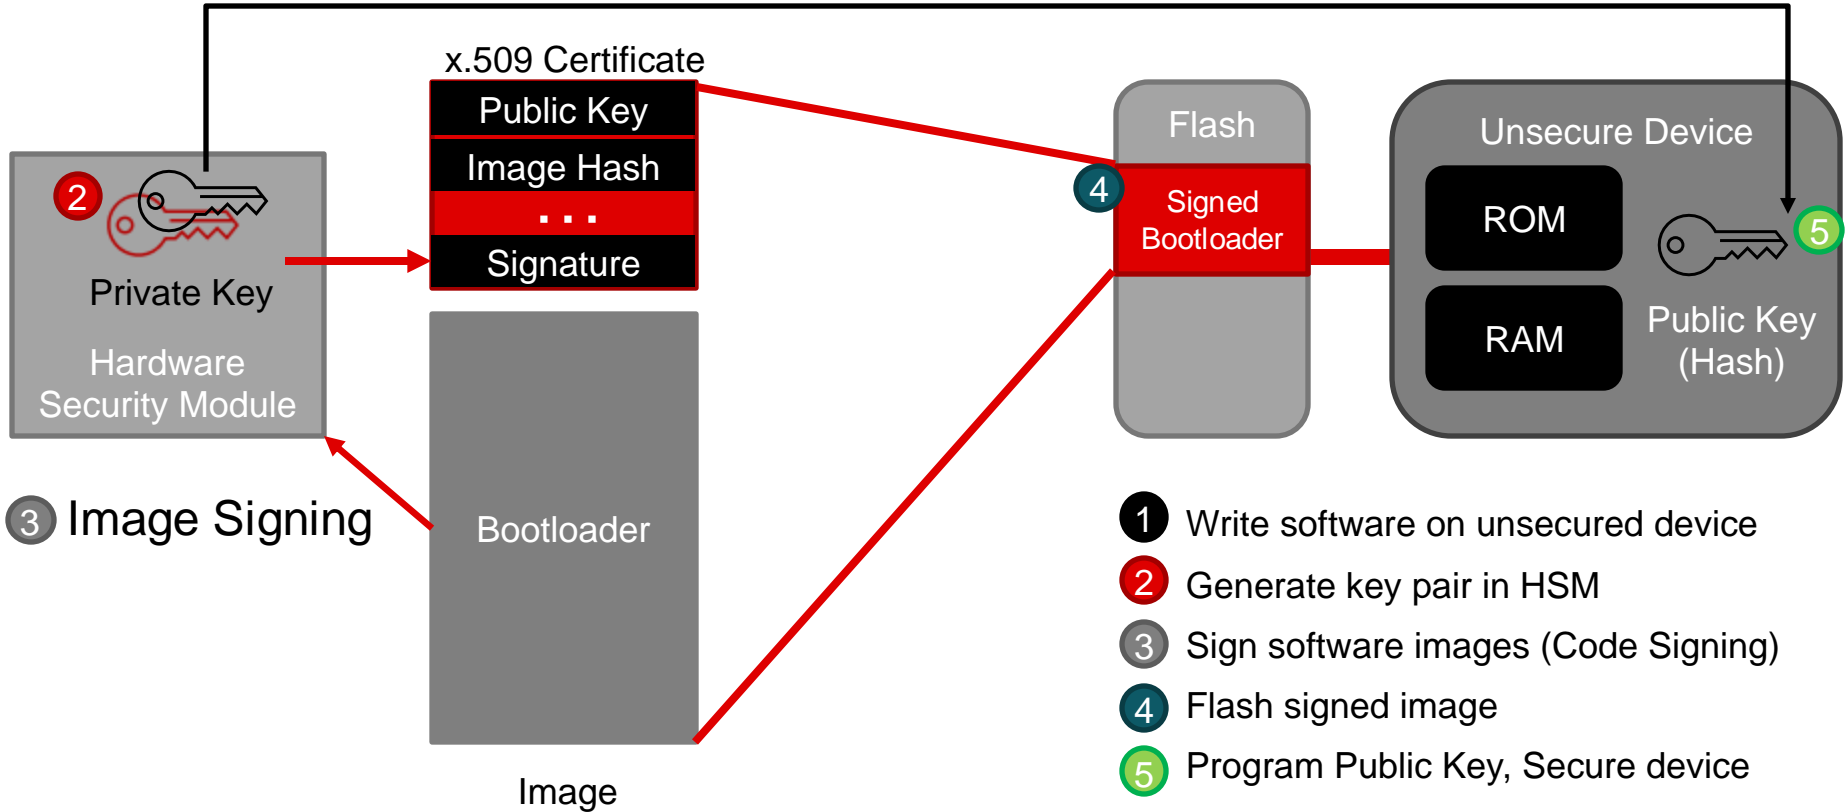 x.509 Certificate
Public Key
Image Hash
...
Signature
2
Private Key
Hardware
Security Module
3 Image Signing
Bootloader
Image
Flash
4
Signed
Bootloader
Unsecure Device
ROM
RAM
5
Public Key
(Hash)
1 Write software on unsecured device
2 Generate key pair in HSM
3 Sign software images (Code Signing)
4 Flash signed image
5 Program Public Key, Secure device